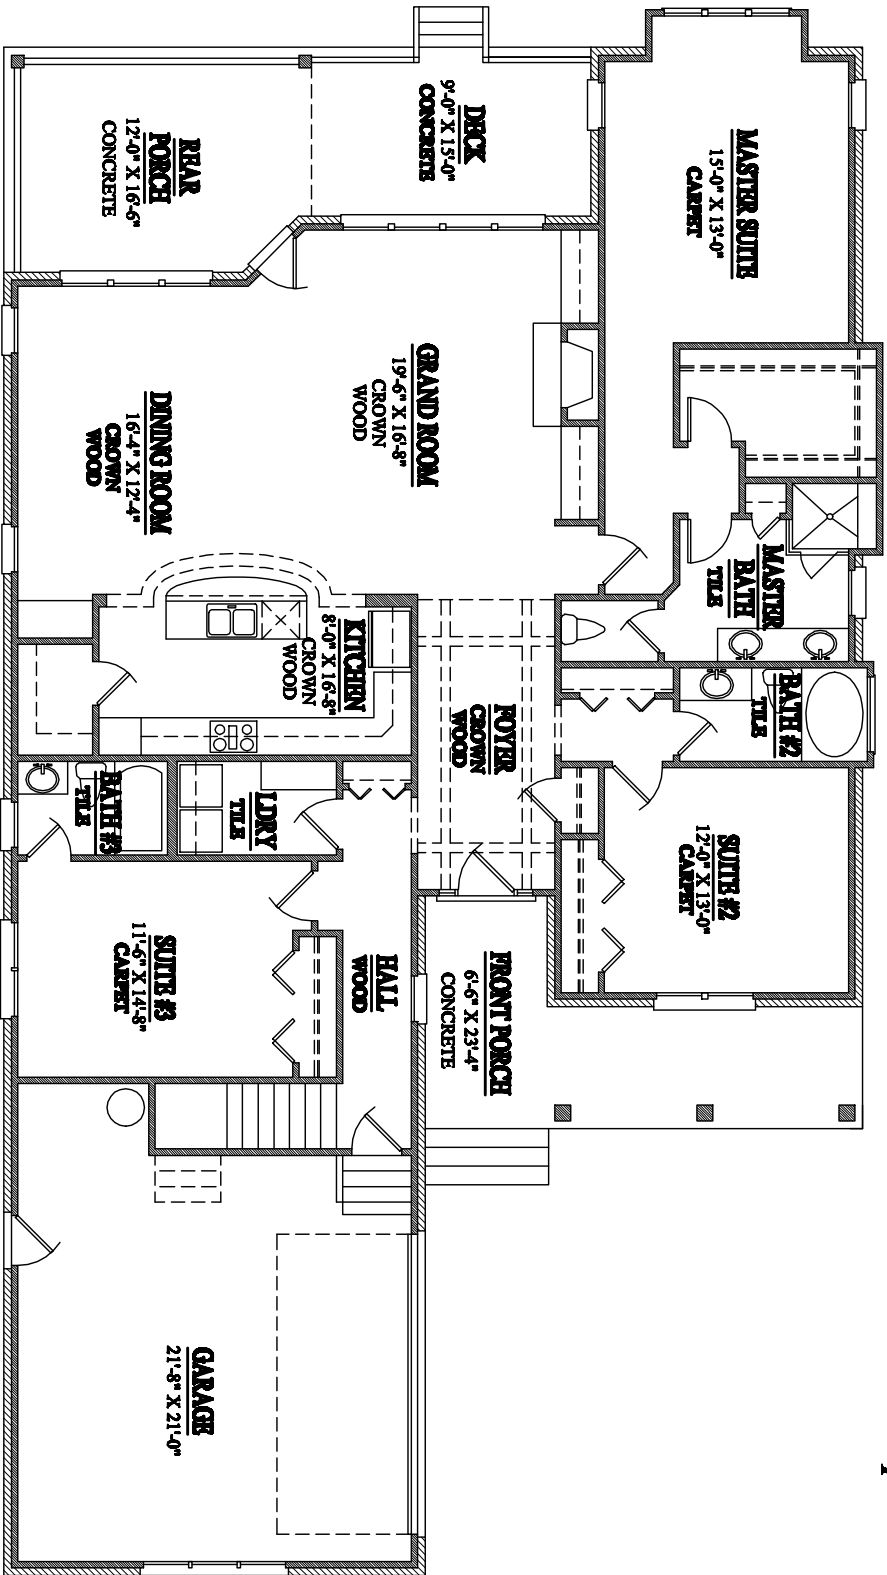 MASTER SUITE
15'-0" X 13'-0"
CARPET
DECK
9'-0" X 15'-0"
CONCRETE
REAR
PORCH
12'-0" X 16'-6"
CONCRETE
GRAND ROOM
19'-6" X 16'-8"
CROWN
WOOD
DINING ROOM
16'-4" X 12'-4"
CROWN
WOOD
MASTER
BATH
TILE
KITCHEN
8'-0" X 16'-8"
CROWN
WOOD
FOYER
CROWN
WOOD
BATH #2
TILE
BATH #3
TILE
LDRY
TILE
SUITE #2
12'-0" X 13'-0"
CARPET
SUITE #3
11'-6" X 14'-8"
CARPET
HALL
WOOD
FRONT PORCH
6'-6" X 23'-4"
CONCRETE
GARAGE
21'-8" X 21'-0"